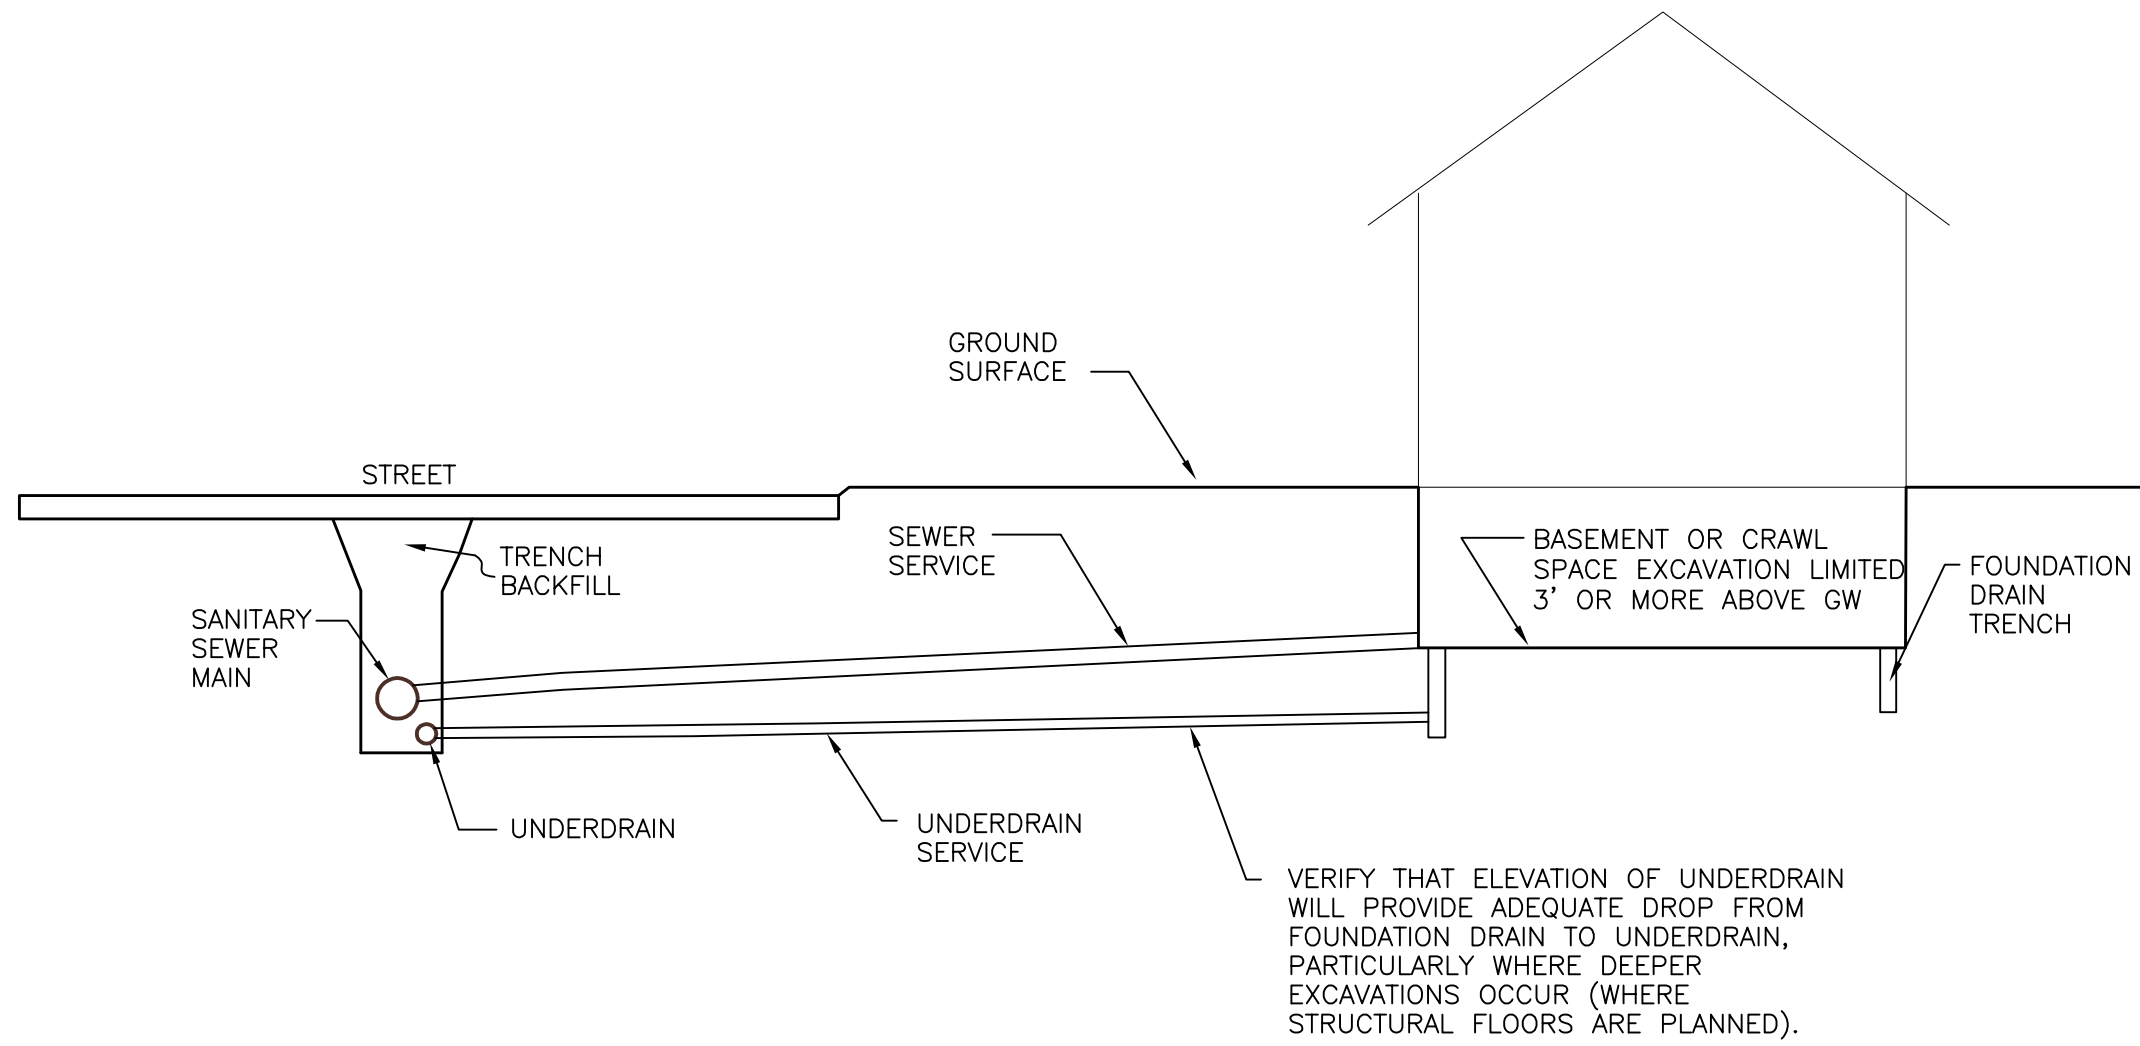 GROUND
SURFACE
STREET
TRENCH
BACKFILL
SEWER
SERVICE
BASEMENT OR CRAWL
SPACE EXCAVATION LIMITED
3' OR MORE ABOVE GW
FOUNDATION
DRAIN
TRENCH
SANITARY
SEWER
MAIN
UNDERDRAIN
UNDERDRAIN
SERVICE
VERIFY THAT ELEVATION OF UNDERDRAIN
WILL PROVIDE ADEQUATE DROP FROM
FOUNDATION DRAIN TO UNDERDRAIN,
PARTICULARLY WHERE DEEPER
EXCAVATIONS OCCUR (WHERE
STRUCTURAL FLOORS ARE PLANNED).